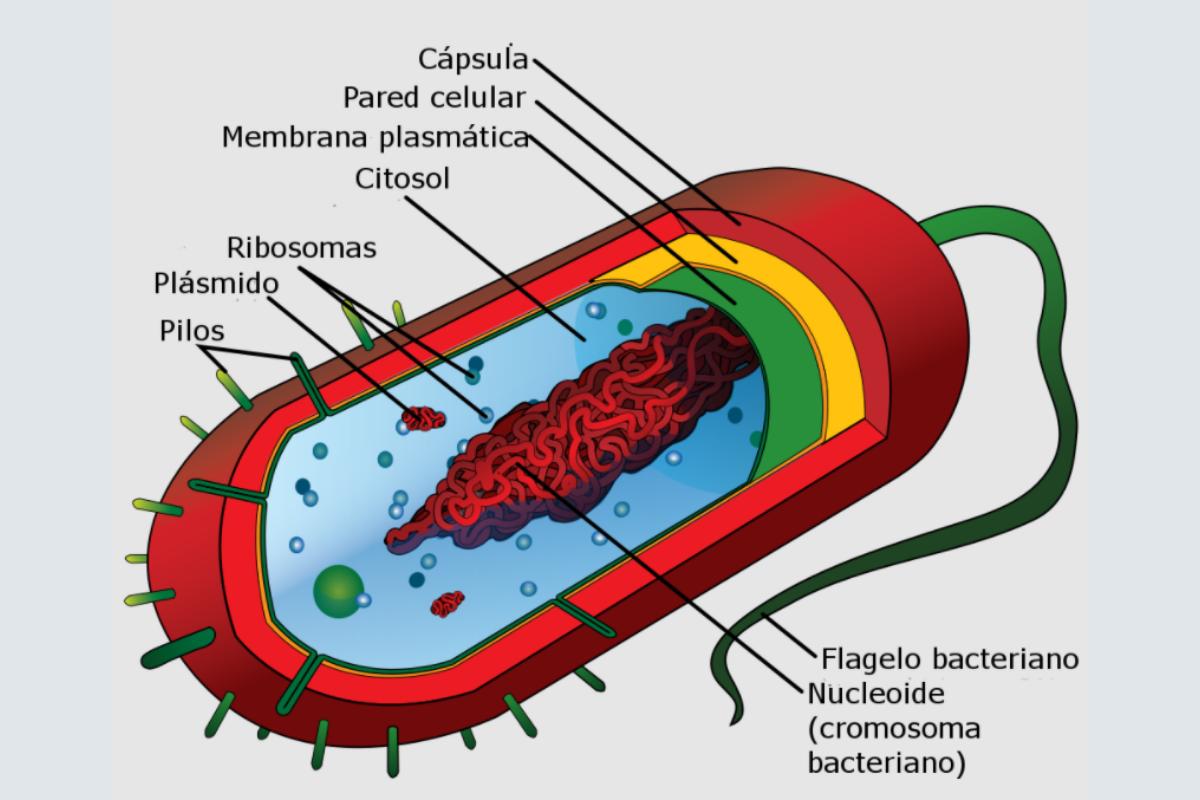 Cápsula
Pared celular
Membrana plasmática
Citosol
Ribosomas
Plásmido
Pilos
Flagelo bacteriano
Nucleoide
(cromosoma
bacteriano)